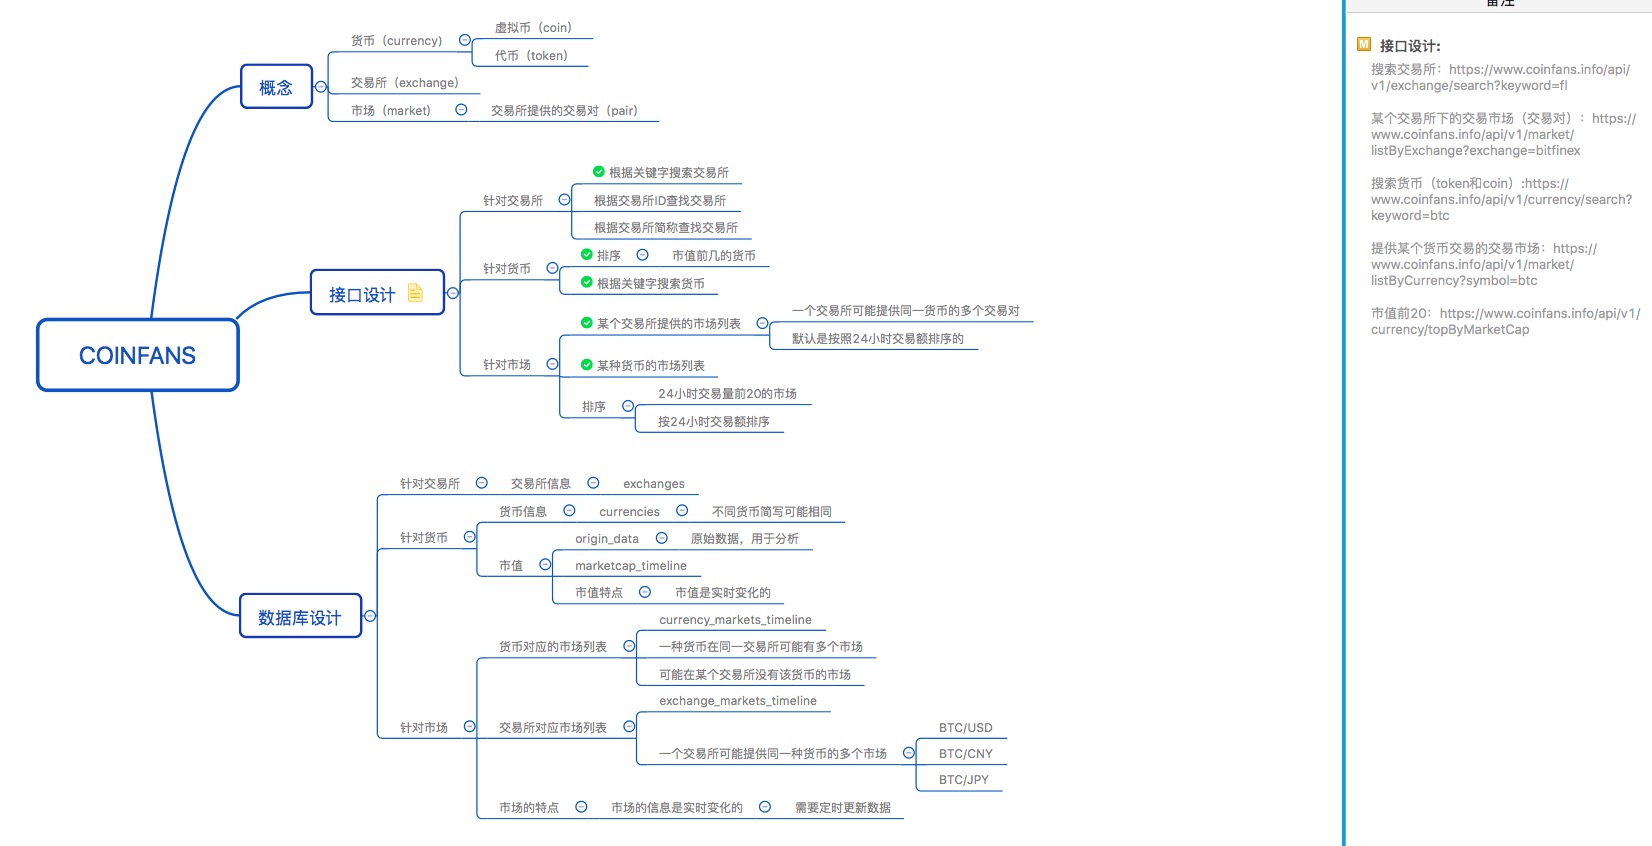 COINFANS
概念
货币（currency）
虚拟币（coin）
代币（token）
交易所（exchange）
市场（market）
交易所提供的交易对（pair）
接口设计
针对交易所
根据关键字搜索交易所
根据交易所ID查找交易所
根据交易所简称查找交易所
针对货币
排序
市值前几的货币
根据关键字搜索货币
针对市场
某个交易所提供的市场列表
一个交易所可能提供同一货币的多个交易对
默认是按照24小时交易额排序的
某种货币的市场列表
排序
24小时交易量前20的市场
按24小时交易额排序
数据库设计
针对交易所
交易所信息
exchanges
针对货币
货币信息
currencies
不同货币简写可能相同
市值
origin_data
原始数据，用于分析
marketcap_timeline
市值特点
市值是实时变化的
针对市场
货币对应的市场列表
currency_markets_timeline
一种货币在同一交易所可能有多个市场
可能在某个交易所没有该货币的市场
交易所对应市场列表
exchange_markets_timeline
一个交易所可能提供同一种货币的多个市场
BTC/USD
BTC/CNY
BTC/JPY
市场的特点
市场的信息是实时变化的
需要定时更新数据
备注
M 接口设计:
搜索交易所：https://www.coinfans.info/api/
v1/exchange/search?keyword=fl
某个交易所下的交易市场（交易对）：https://
www.coinfans.info/api/v1/market/
listByExchange?exchange=bitfinex
搜索货币（token和coin）:https://
www.coinfans.info/api/v1/currency/search?
keyword=btc
提供某个货币交易的交易市场：https://
www.coinfans.info/api/v1/market/
listByCurrency?symbol=btc
市值前20：https://www.coinfans.info/api/v1/
currency/topByMarketCap